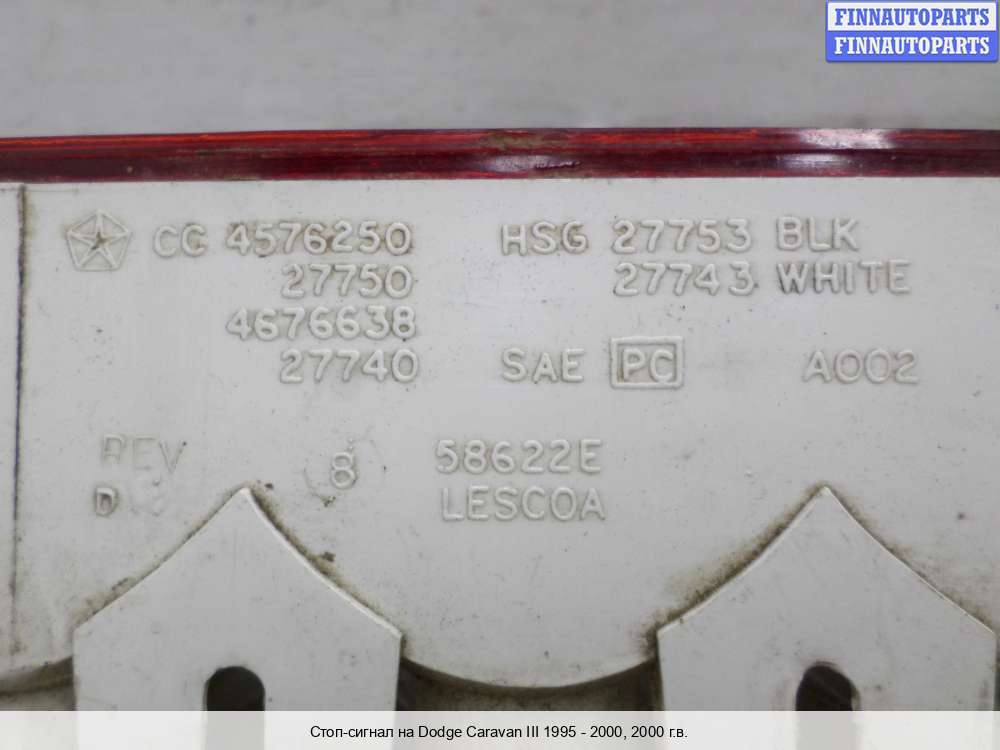 FINNAUTOPARTS
FINNAUTOPARTS
CC 4576250
27750
4676638
27740
HSG 27753 BLK
27743 WHITE
SAE PC A002
REV
D
8
58622E
LESCOA
Стоп-сигнал на Dodge Caravan III 1995 - 2000, 2000 г.в.